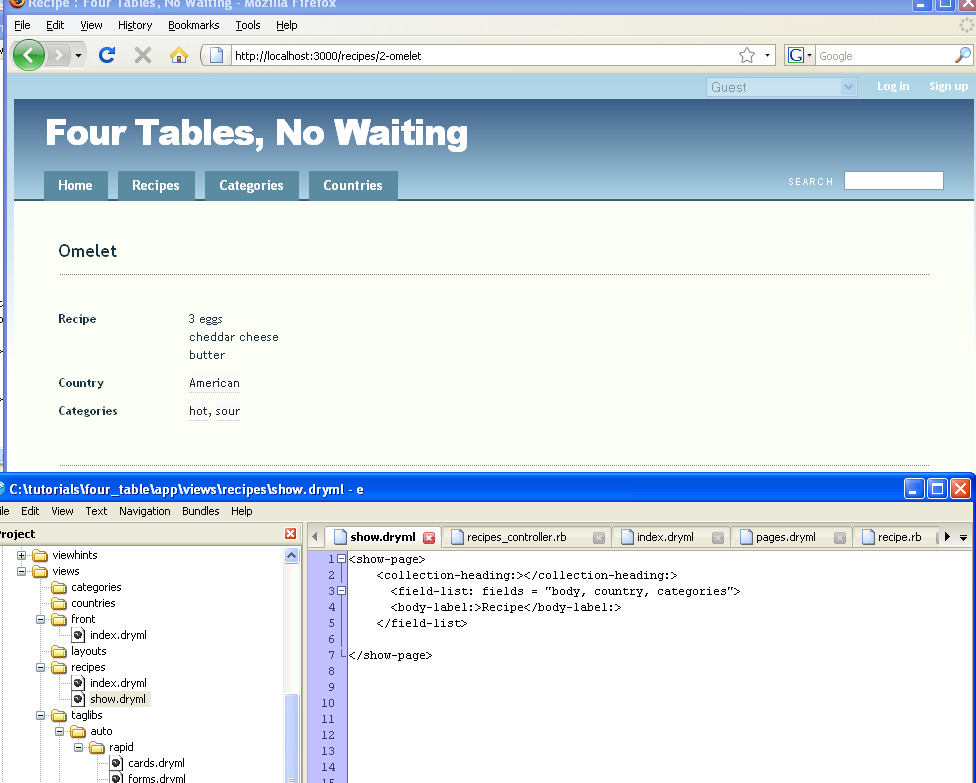 Recipe : Four Tables, No Waiting - Mozilla Firefox
File Edit View History Bookmarks Tools Help
http://localhost:3000/recipes/2-omelet
G Google
Guest Log in Sign up
Four Tables, No Waiting
Home Recipes Categories Countries SEARCH
Omelet
Recipe 3 eggs
cheddar cheese
butter
Country American
Categories hot, sour
C:\tutorials\four_table\app\views\recipes\show.dryml - e
ile Edit View Text Navigation Bundles Help
roject
show.dryml recipes_controller.rb index.dryml pages.dryml recipe.rb
viewhints
views
categories
countries
front
index.dryml
layouts
recipes
index.dryml
show.dryml
taglibs
auto
rapid
cards.dryml
forms.dryml
1 <show-page>
2 <collection-heading:></collection-heading:>
3 <field-list: fields = "body, country, categories">
4 <body-label:>Recipe</body-label:>
5 </field-list>
6
7 </show-page>
8
9
10
11
12
13
14